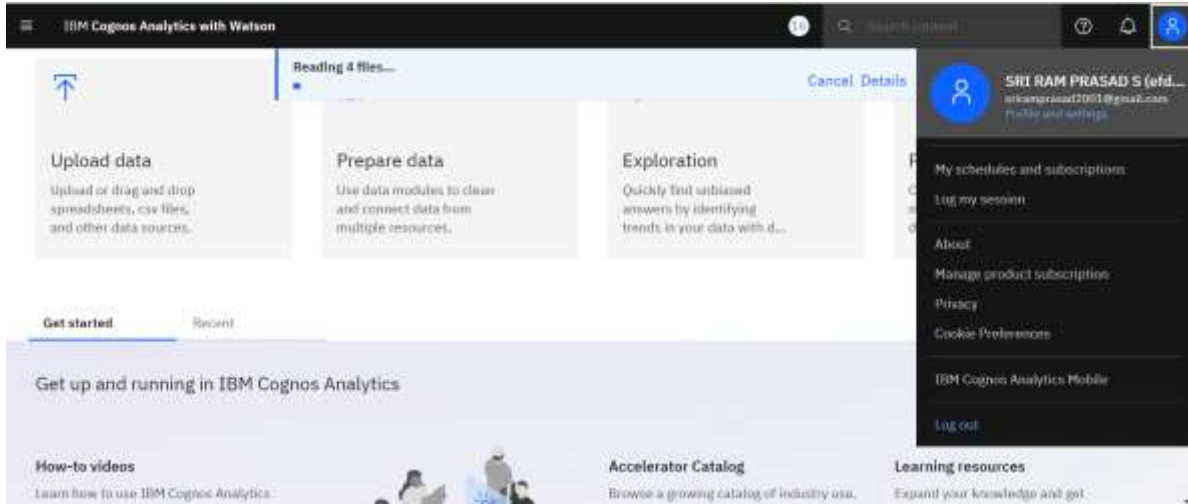 IBM Cognos Analytics with Watson
Search content
Reading 4 files...
Cancel Details
SRI RAM PRASAD S (efd...
Profile and settings
Upload data
Upload or drag and drop
spreadsheets, csv files,
and other data sources.
Prepare data
Use data modules to clean
and connect data from
multiple resources.
Exploration
Quickly find unbiased
answers by identifying
trends in your data with d...
My schedules and subscriptions
Log my session
About
Manage product subscription
Privacy
Cookie Preferences
IBM Cognos Analytics Mobile
Log out
Get started
Recent
Get up and running in IBM Cognos Analytics
How-to videos
Learn how to use IBM Cognos Analytics
Accelerator Catalog
Browse a growing catalog of industry use,
Learning resources
Expand your knowledge and get